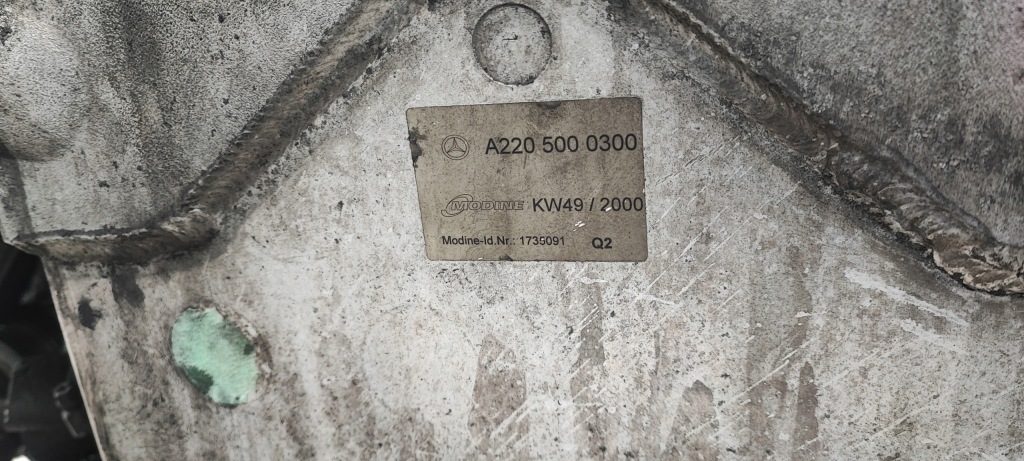 A220 500 0300
MODINE KW49 / 2000
Modine-Id.Nr.: 1735091 Q2